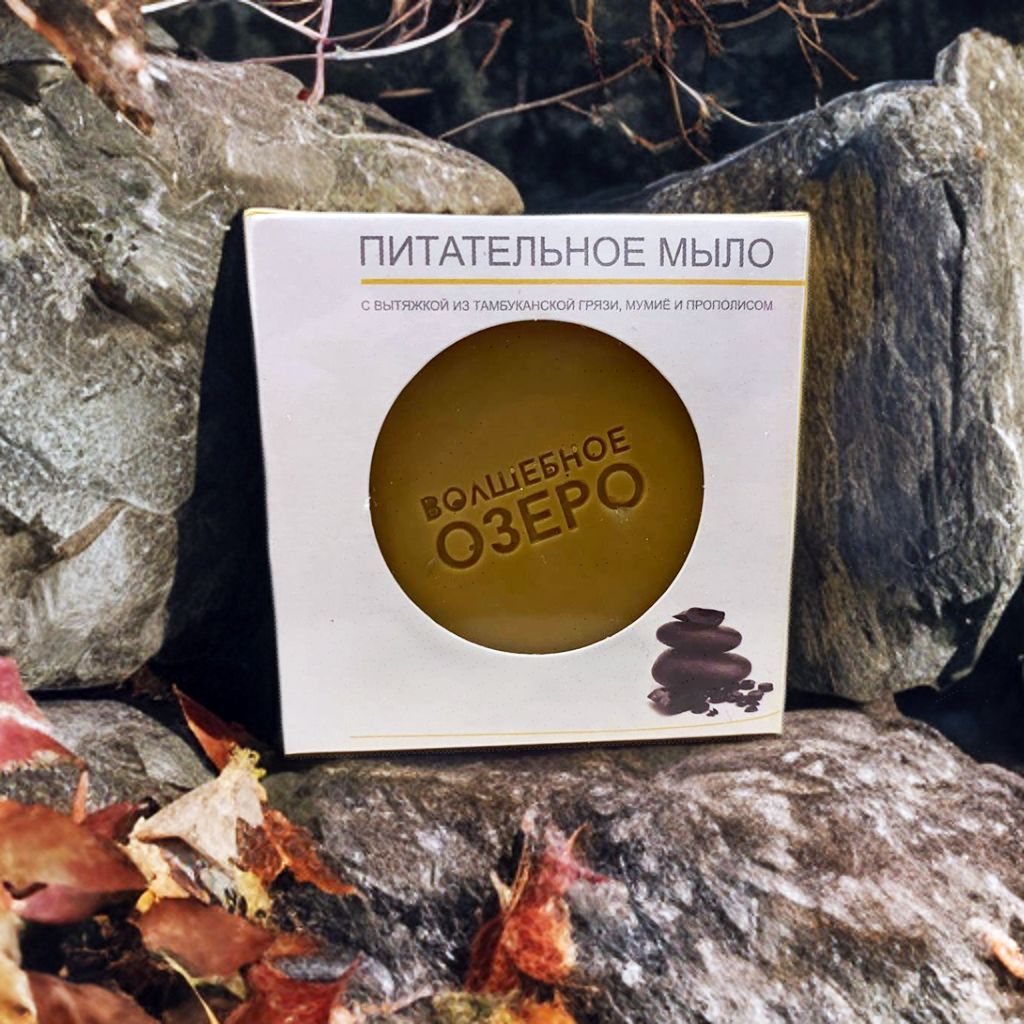 ПИТАТЕЛЬНОЕ МЫЛО
С ВЫТЯЖКОЙ ИЗ ТАМБУКАНСКОЙ ГРЯЗИ, МУМИЁ И ПРОПОЛИСОМ
ВОЛШЕБНОЕ
ОЗЕРО